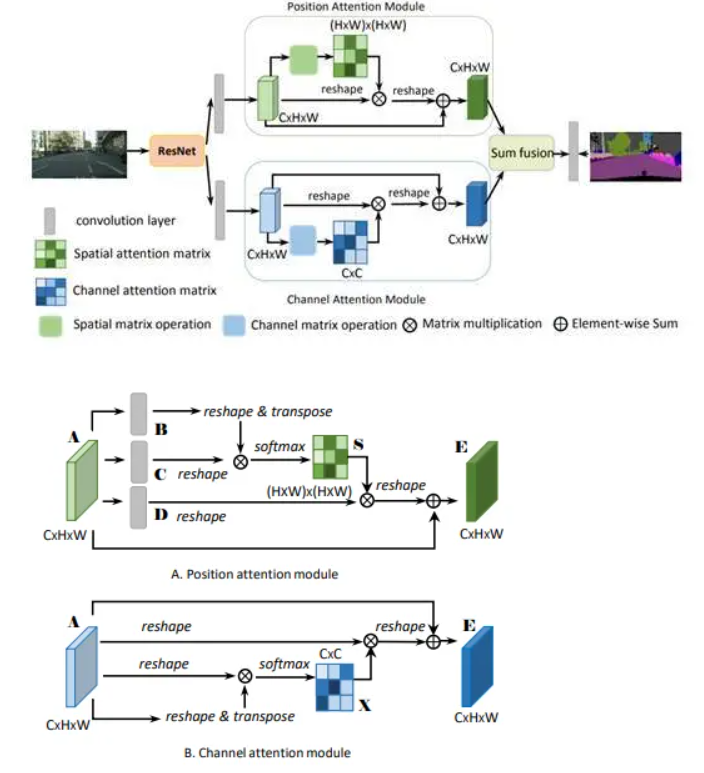 Position Attention Module
(HxW)x(HxW)
CxHxW
reshape
reshape
CxHxW
ResNet
Sum fusion
reshape
reshape
convolution layer
CxHxW
CxHxW
Spatial attention matrix
CxC
Channel attention matrix
Channel Attention Module
Spatial matrix operation
Channel matrix operation
Matrix multiplication
Element-wise Sum
B
reshape & transpose
A
softmax
S
E
C
reshape
(HxW)x(HxW)
reshape
D
reshape
CxHxW
CxHxW
A. Position attention module
A
reshape
reshape
E
CxC
reshape
softmax
X
CxHxW
reshape & transpose
CxHxW
B. Channel attention module